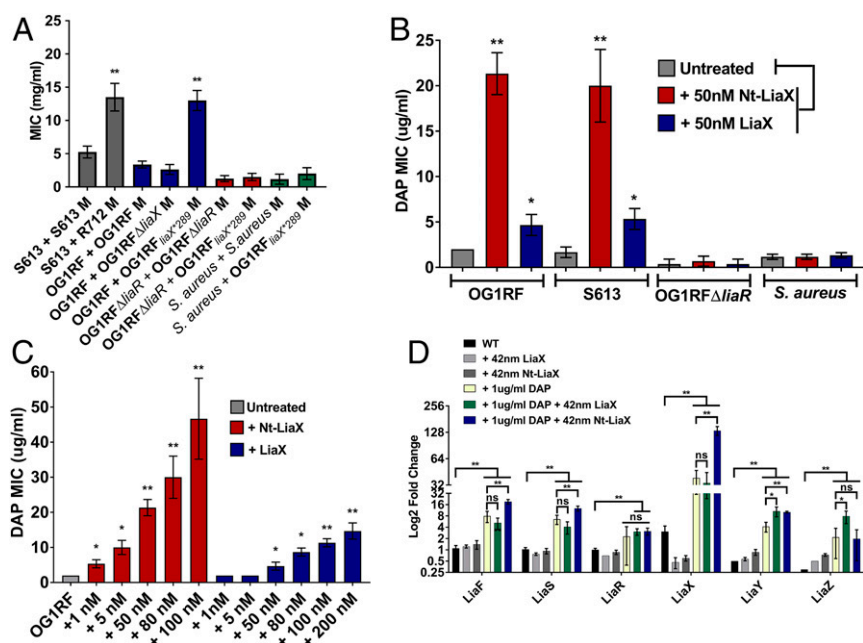 A
MIC (mg/ml)
25
20
15
10
5
0
**
**
S613 + S613 M
S613 + R712 M
OG1RF + OG1RF M
OG1RF + OG1RFΔliaX M
OG1RF + OG1RFliaX*289 M
OG1RFΔliaR + OG1RFΔliaR M
OG1RFΔliaR + OG1RFliaX*289 M
S. aureus + S.aureus M
S. aureus + OG1RFliaX*289 M
B
DAP MIC (ug/ml)
25
20
15
10
5
0
**
*
**
*
Untreated
+ 50nM Nt-LiaX
+ 50nM LiaX
OG1RF
S613
OG1RFΔliaR
S. aureus
C
DAP MIC (ug/ml)
60
50
40
30
20
10
0
*
*
**
**
**
*
*
**
**
Untreated
+ Nt-LiaX
+ LiaX
OG1RF
+1 nM
+ 5 nM
+ 50 nM
+ 80 nM
+ 100 nM
+ 1nM
+ 5nM
+ 50 nM
+ 80 nM
+ 100 nM
+ 200 nM
D
WT
+ 42nm LiaX
+ 42nm Nt-LiaX
+ 1ug/ml DAP
+ 1ug/ml DAP + 42nm LiaX
+ 1ug/ml DAP + 42nm Nt-LiaX
Log2 Fold Change
256
128
64
32
32
16
8
4
2
1
0.5
0.25
**
ns
**
**
ns
**
**
ns
**
ns
**
**
*
**
**
*
ns
LiaF
LiaS
LiaR
LiaX
LiaY
LiaZ